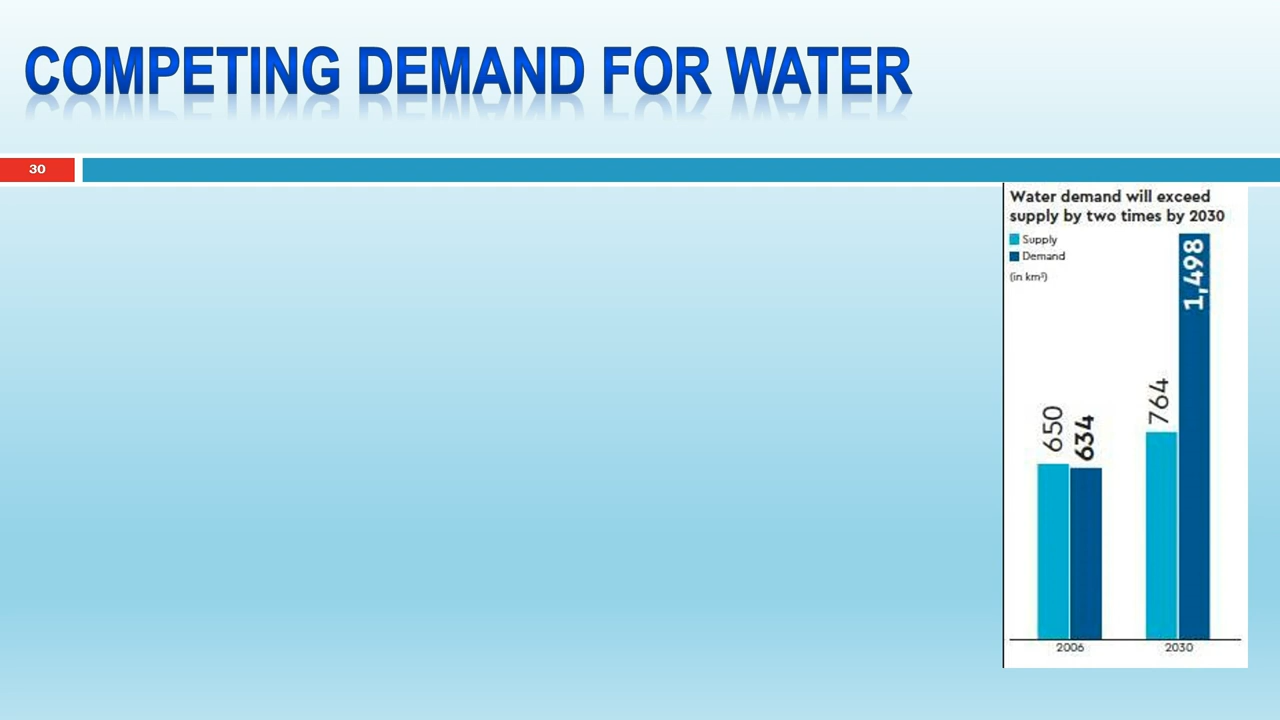 COMPETING DEMAND FOR WATER
30
Water demand will exceed
supply by two times by 2030
Supply
Demand
(in km³)
650
634
764
1,498
2006
2030